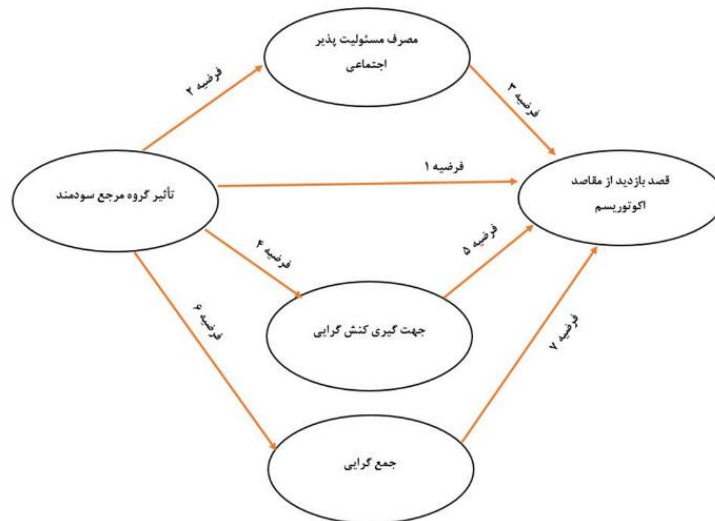 مصرف مسئولیت پذیر
اجتماعی
فرضیه ۲
فرضیه ۳
فرضیه ۱
تأثیر گروه مرجع سودمند
قصد بازدید از مقاصد
اکوتوریسم
فرضیه ۴
فرضیه ۵
جهت گیری کنش گرایی
فرضیه ۶
فرضیه ۷
جمع گرایی